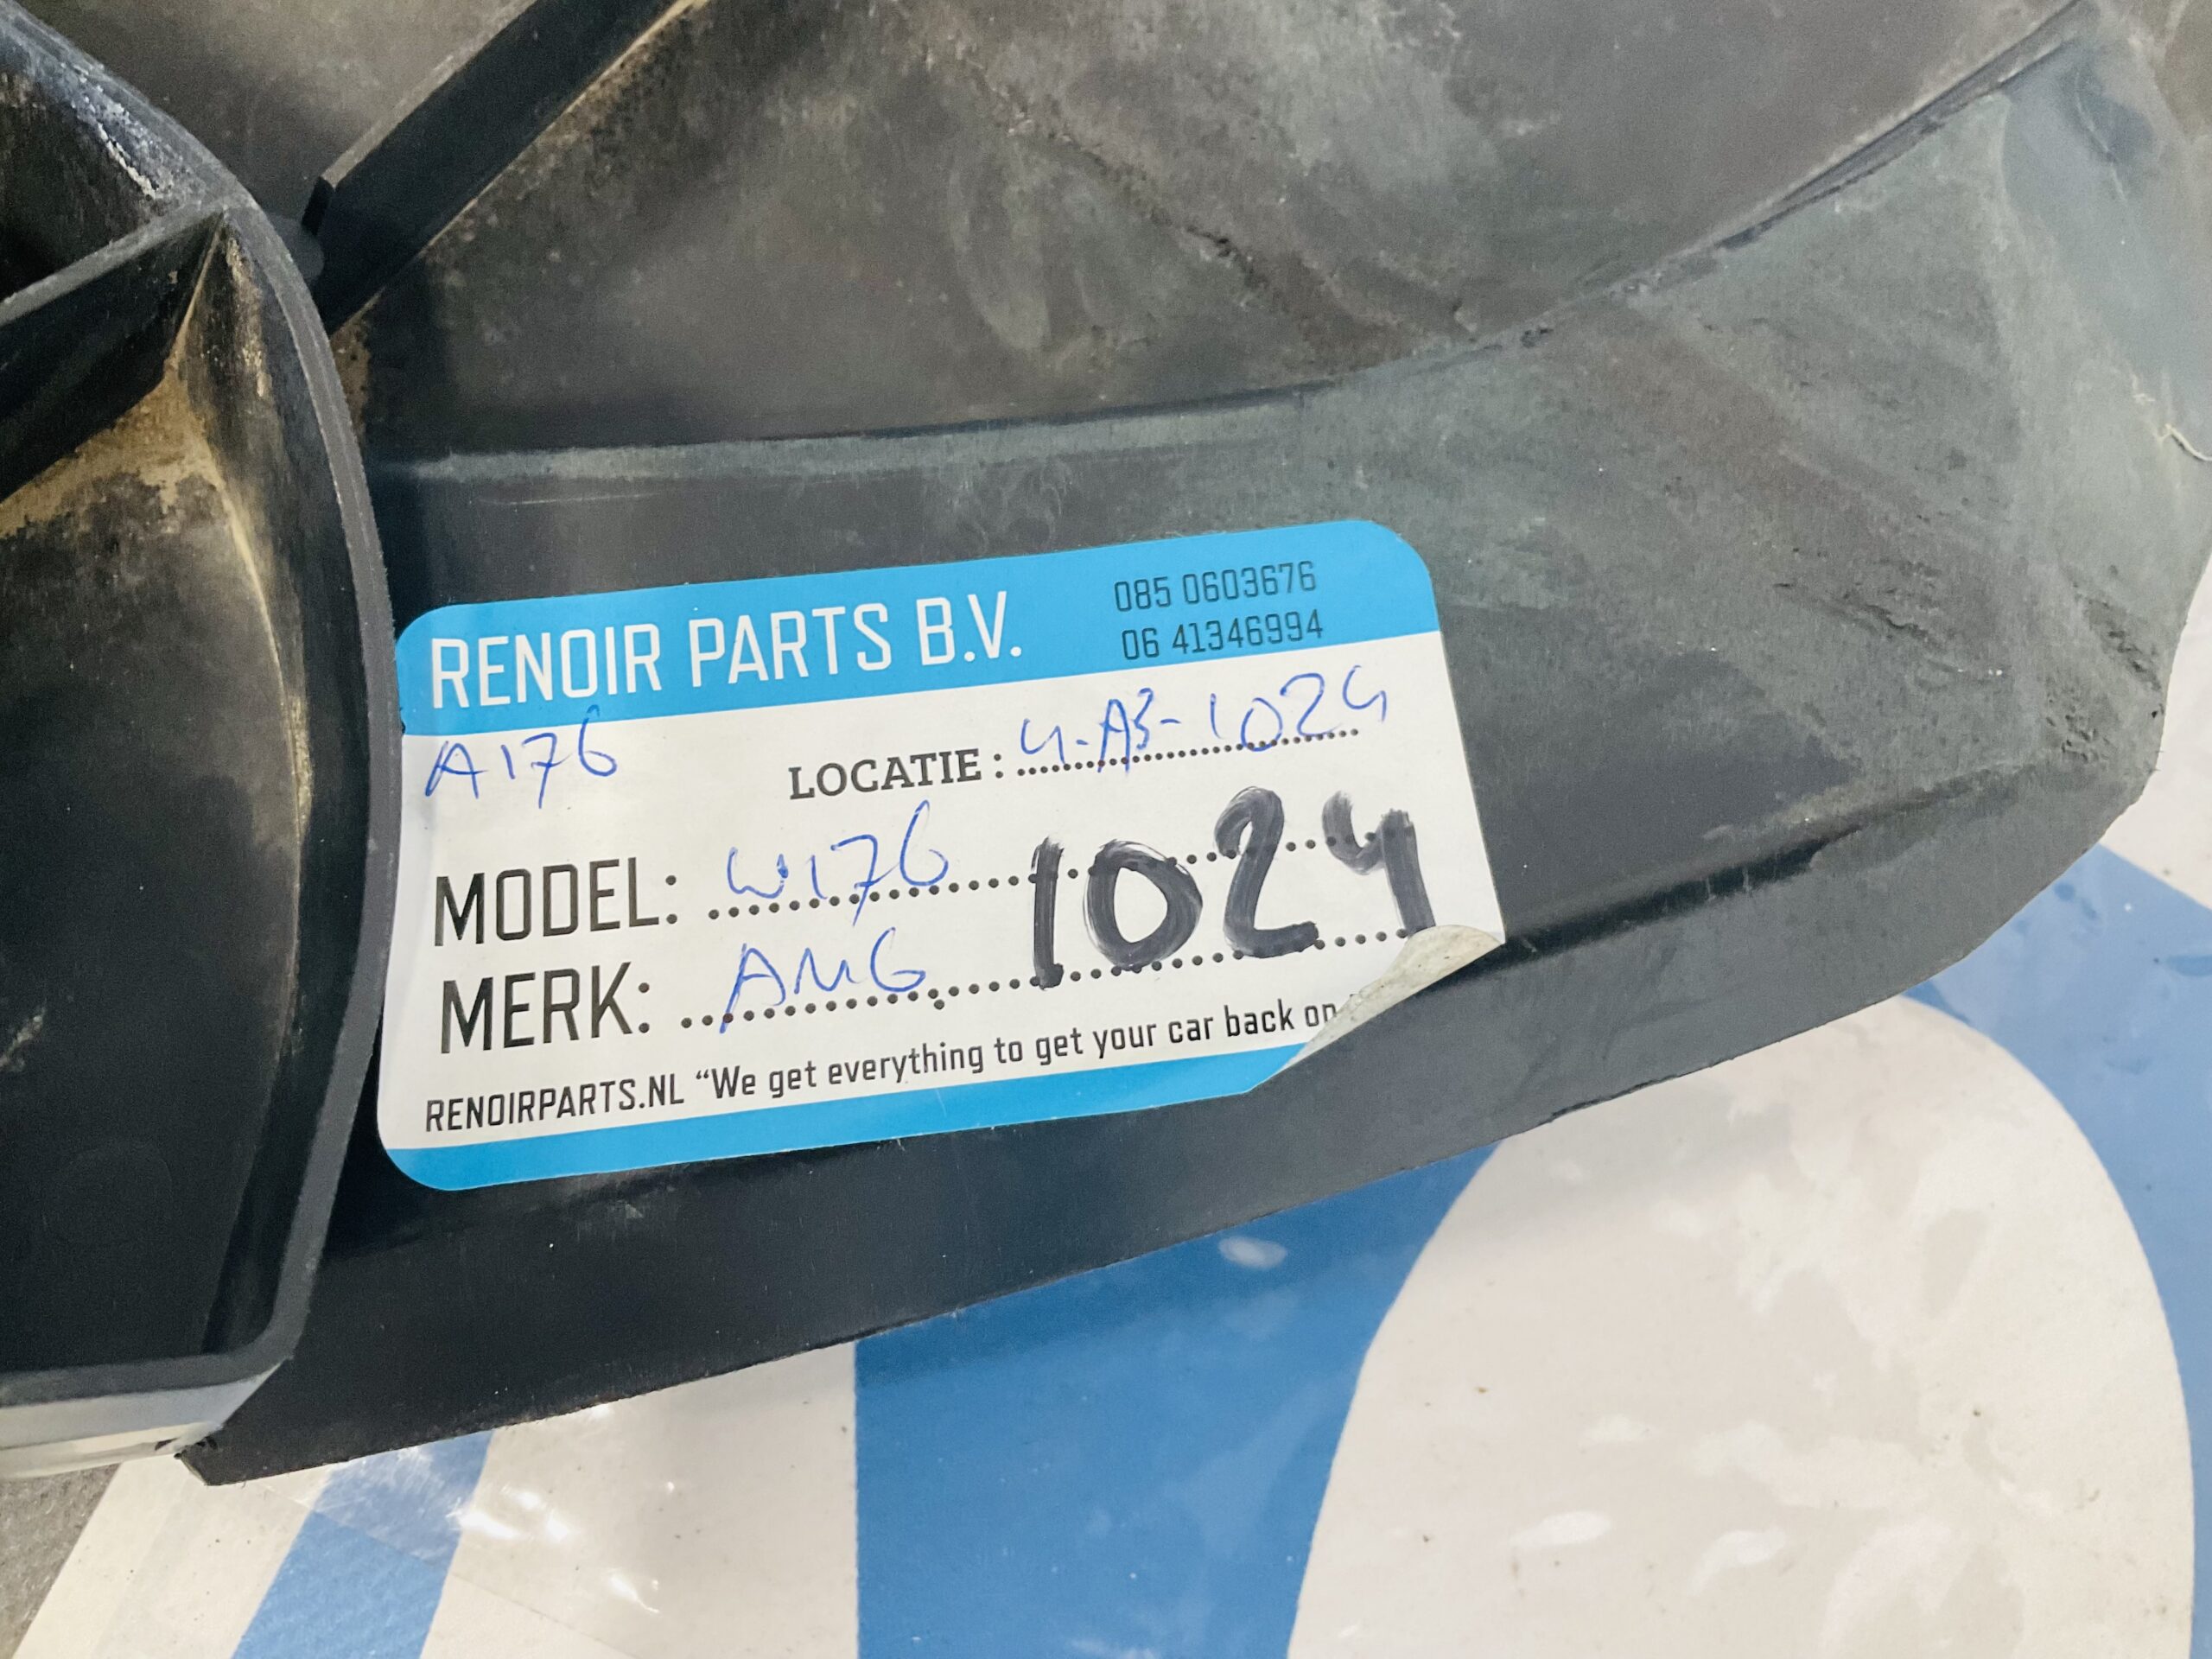 RENOIR PARTS B.V.
085 0603676
06 41346994
A176
LOCATIE: 4-A3-1024
MODEL: W176
1024
MERK: AMG
RENOIRPARTS.NL “We get everything to get your car back on